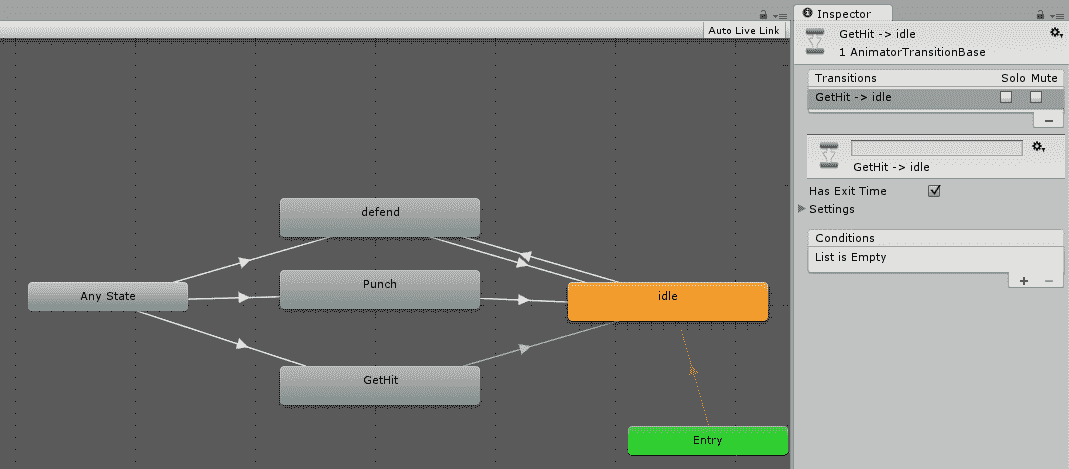 Auto Live Link
defend
Any State
Punch
idle
GetHit
Entry
Inspector
GetHit -> idle
1 AnimatorTransitionBase
Transitions Solo Mute
GetHit -> idle
GetHit -> idle
Has Exit Time
Settings
Conditions
List is Empty